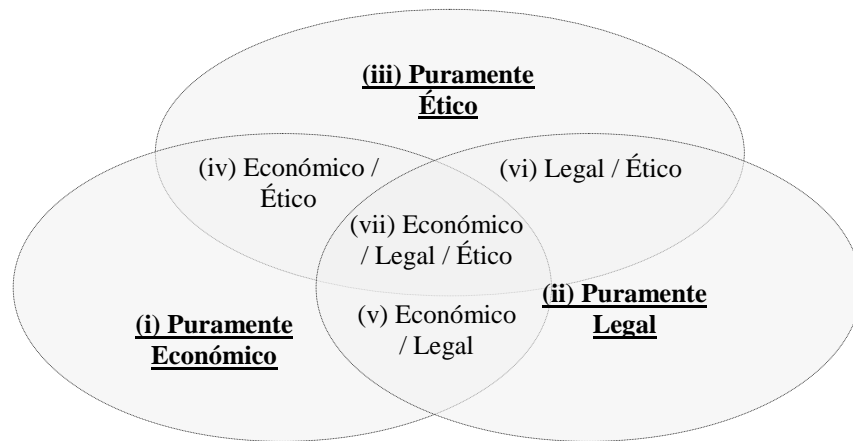 (iii) Puramente
Ético
(iv) Económico /
Ético
(vi) Legal / Ético
(vii) Económico
/ Legal / Ético
(i) Puramente
Económico
(v) Económico
/ Legal
(ii) Puramente
Legal